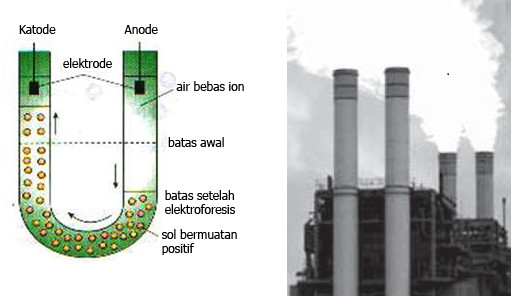 Katode
Anode
elektrode
air bebas ion
batas awal
batas setelah
elektroforesis
sol bermuatan
positif